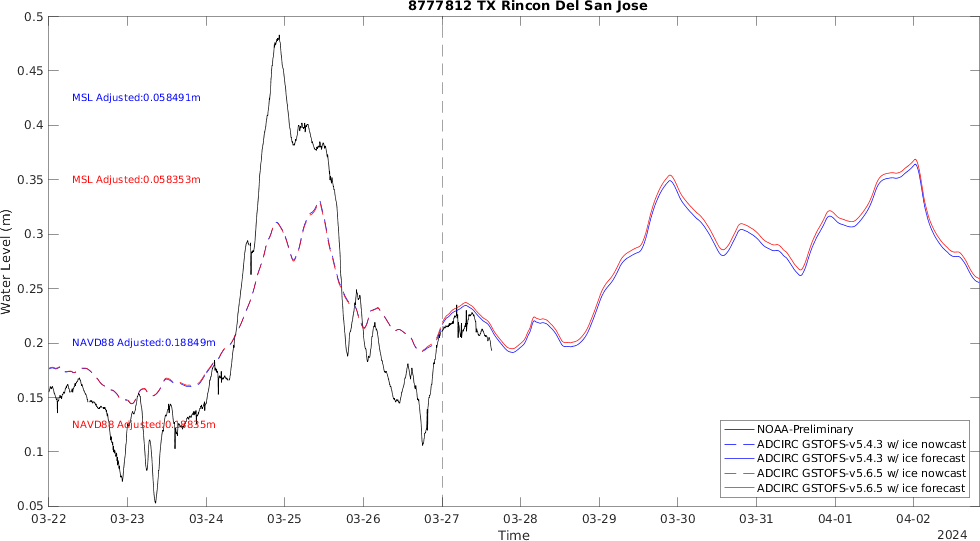 8777812 TX Rincon Del San Jose
0.5
0.45
MSL Adjusted:0.058491m
0.4
0.35
MSL Adjusted:0.058353m
0.3
Water Level (m)
0.25
0.2
NAVD88 Adjusted:0.18849m
0.15
NAVD88 Adjusted:0.18835m
0.1
0.05
NOAA-Preliminary
ADCIRC GSTOFS-v5.4.3 w/ ice nowcast
ADCIRC GSTOFS-v5.4.3 w/ ice forecast
ADCIRC GSTOFS-v5.6.5 w/ ice nowcast
ADCIRC GSTOFS-v5.6.5 w/ ice forecast
03-22 03-23 03-24 03-25 03-26 03-27 03-28 03-29 03-30 03-31 04-01 04-02
Time
2024